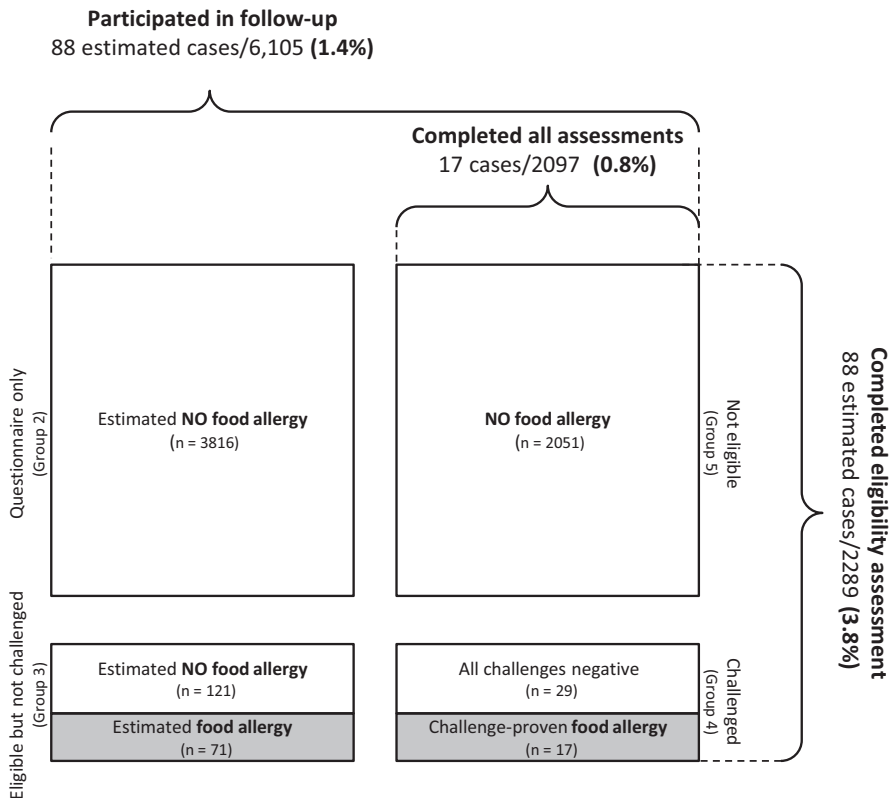 Participated in follow-up
88 estimated cases/6,105 (1.4%)
Completed all assessments
17 cases/2097 (0.8%)
Questionnaire only
(Group 2)
Estimated NO food allergy
(n = 3816)
NO food allergy
(n = 2051)
Not eligible
(Group 5)
Completed eligibility assessment
88 estimated cases/2289 (3.8%)
Eligible but not challenged
(Group 3)
Estimated NO food allergy
(n = 121)
Estimated food allergy
(n = 71)
All challenges negative
(n = 29)
Challenge-proven food allergy
(n = 17)
Challenged
(Group 4)